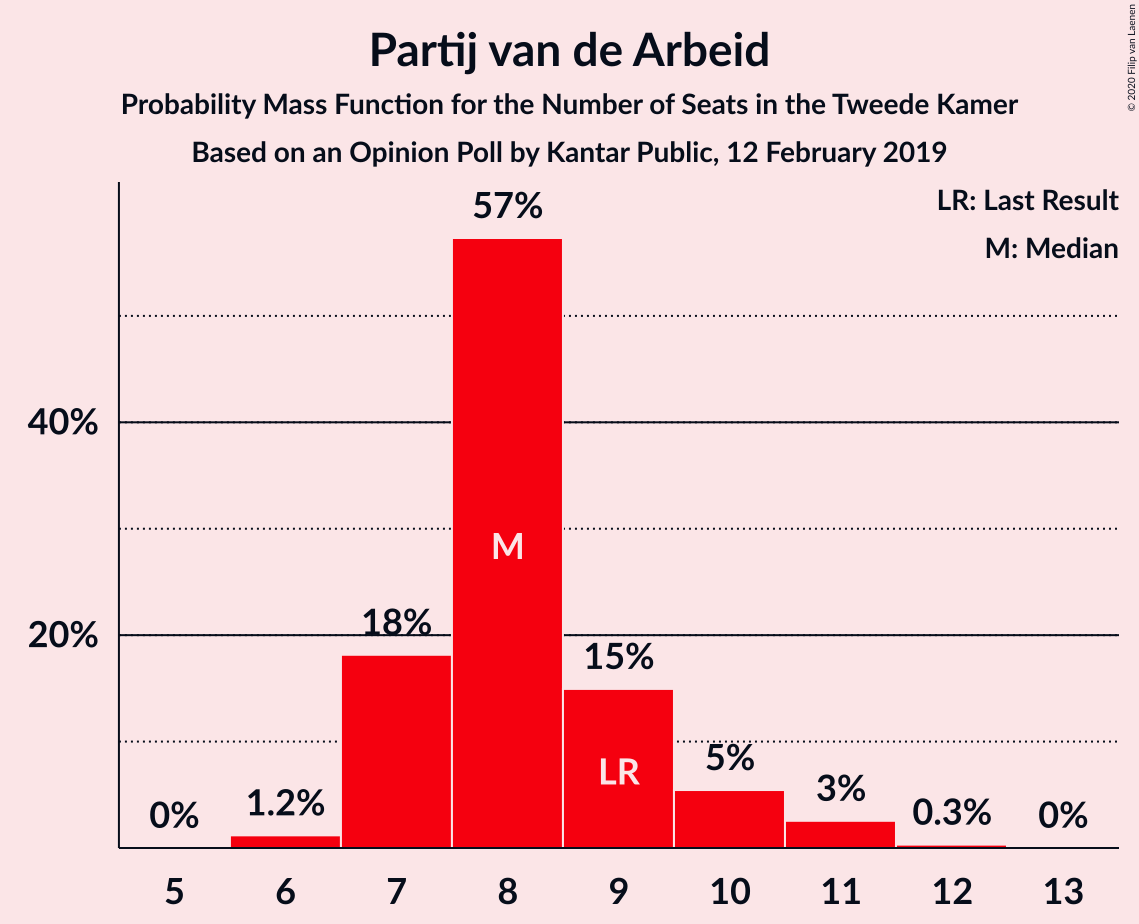 Partij van de Arbeid
Probability Mass Function for the Number of Seats in the Tweede Kamer
Based on an Opinion Poll by Kantar Public, 12 February 2019
© 2020 Filip van Laenen
LR: Last Result
M: Median
57%
40%
M
18%
20%
15%
LR
5%
3%
1.2%
0.3%
0%
0%
5 6 7 8 9 10 11 12 13